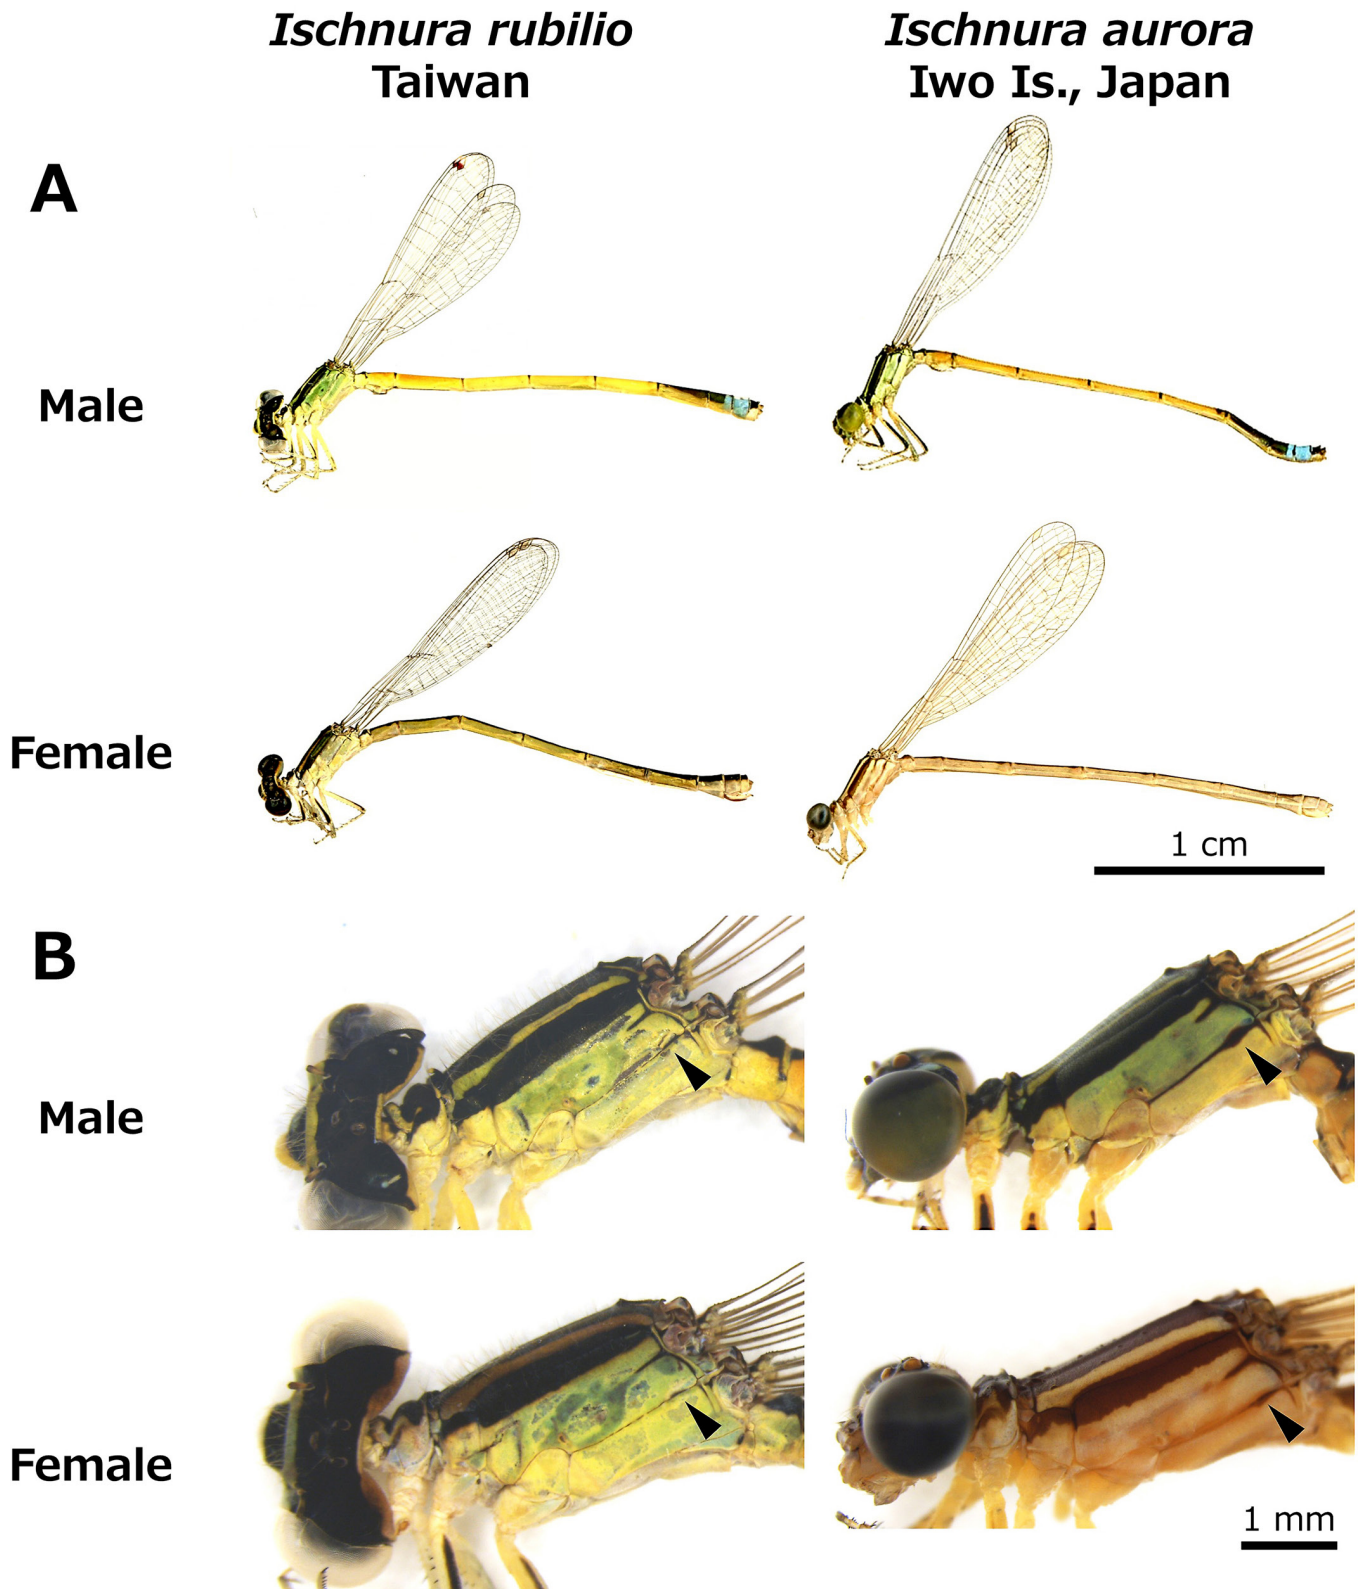 Ischnura rubilio
Taiwan
Ischnura aurora
Iwo Is., Japan
A
Male
Female
1 cm
B
Male
Female
1 mm